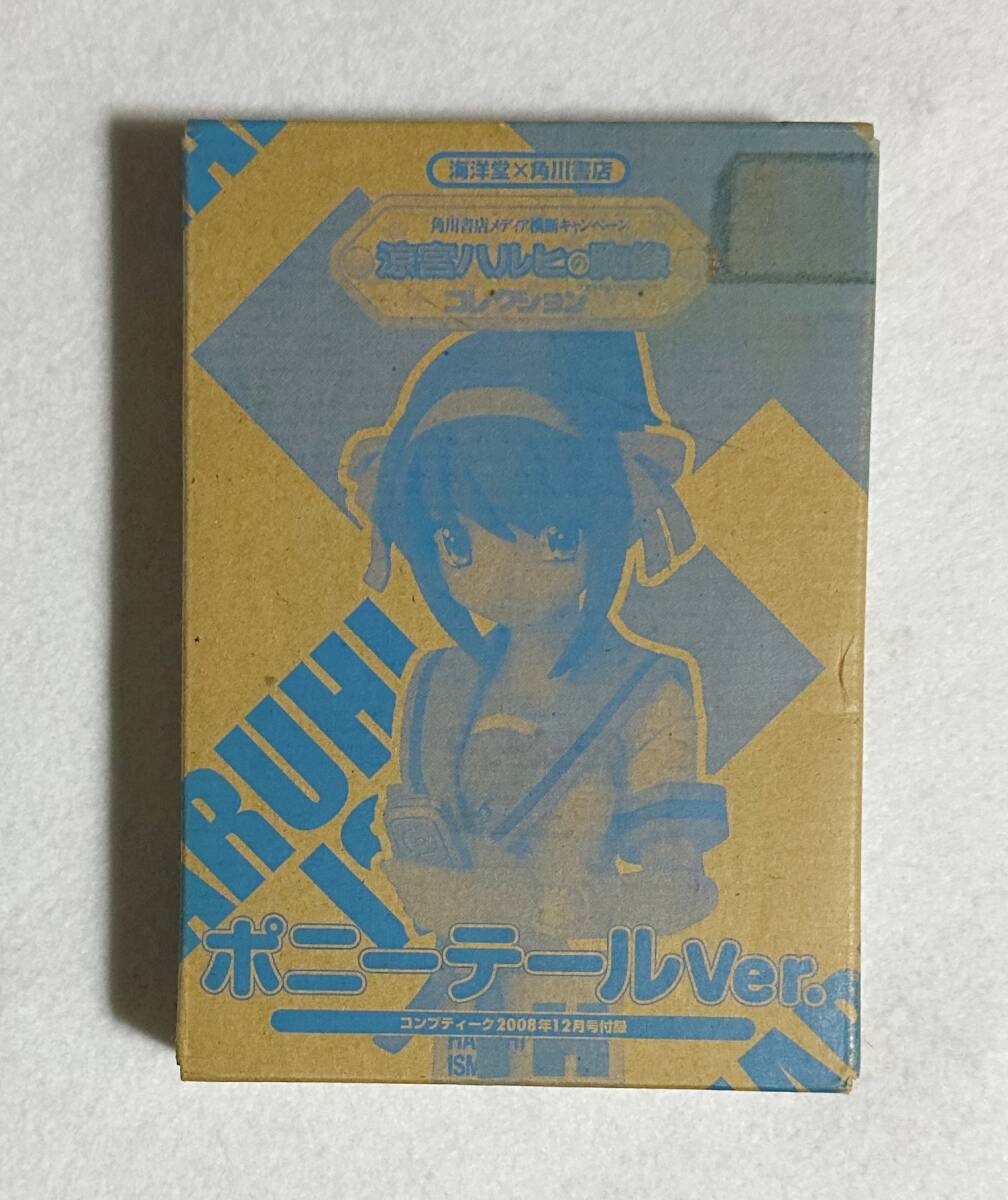 海洋堂×角川書店
角川書店メディア横断キャンペーン
涼宮ハルヒの胸像
コレクション
ARUHI
IS
ポニーテールVer.
コンプティーク2008年12月号付録
ISM